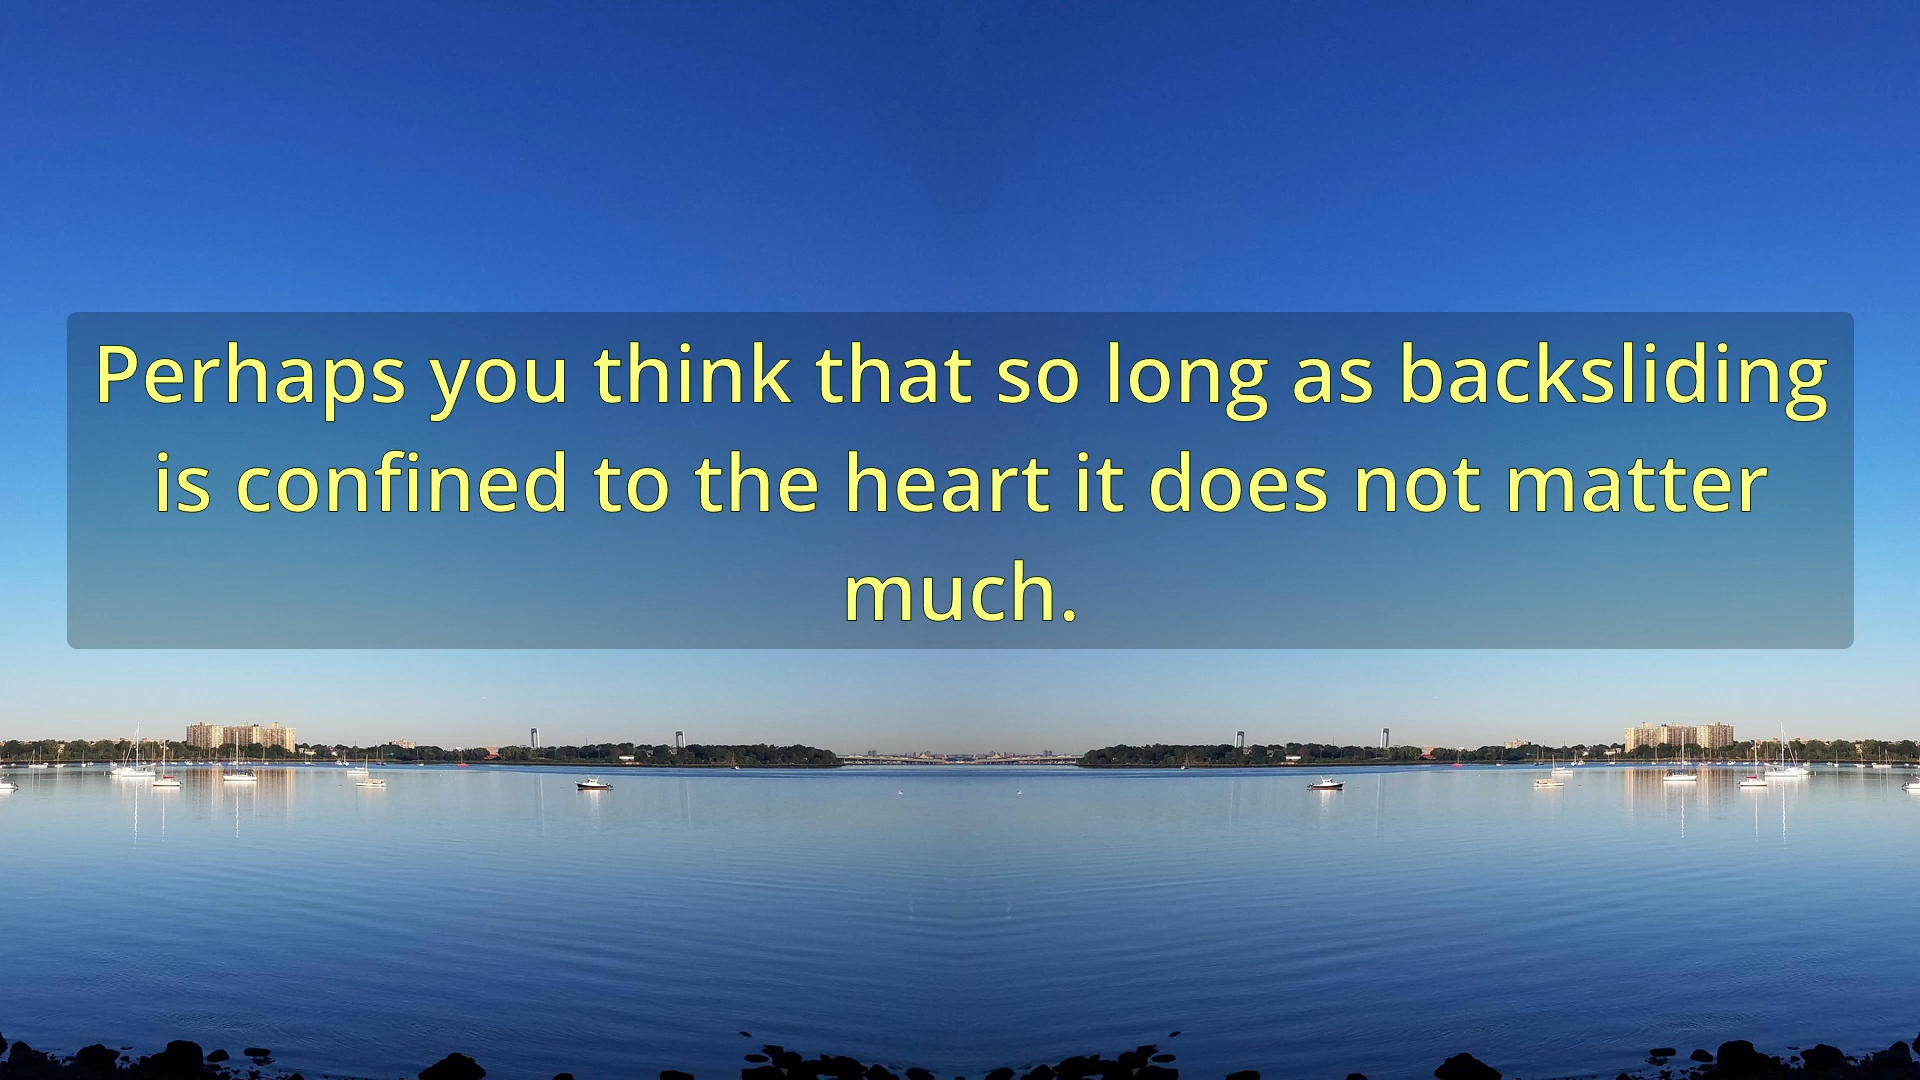 Perhaps you think that so long as backsliding
is confined to the heart it does not matter
much.